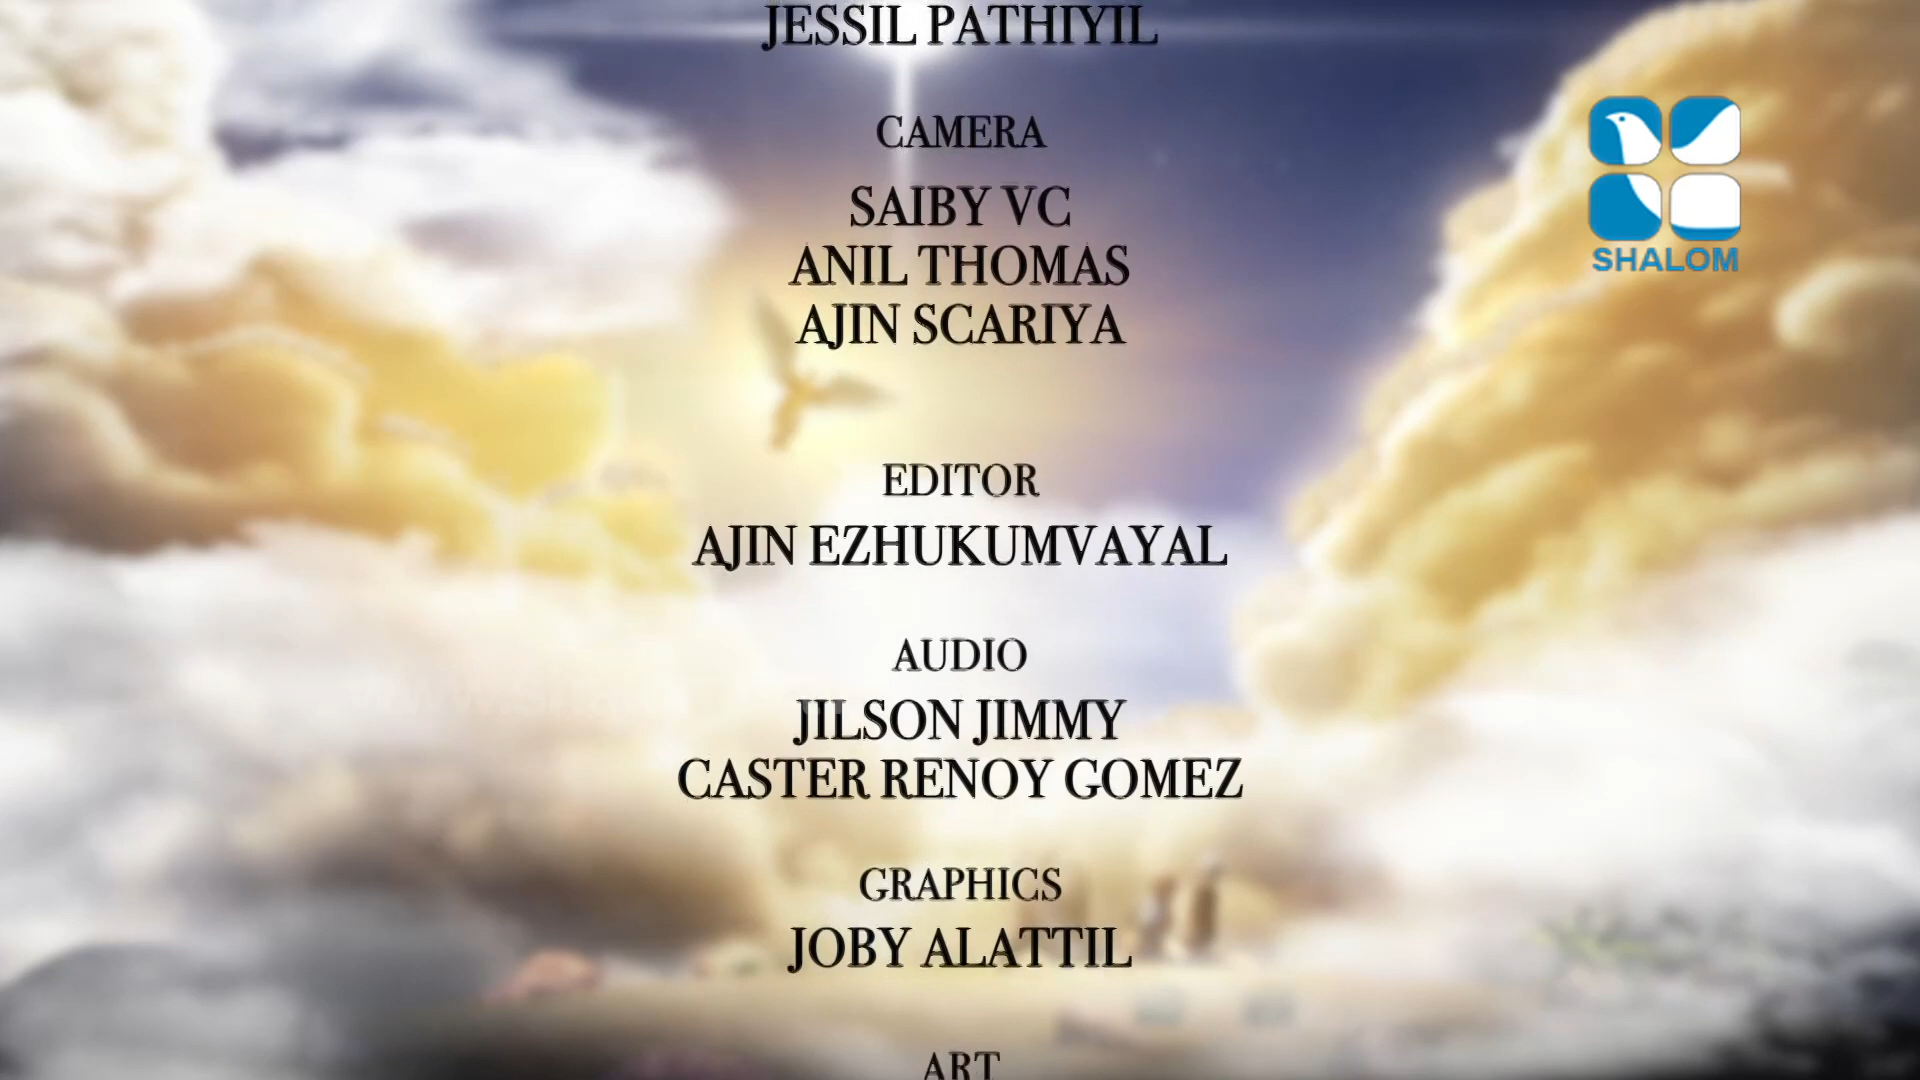 JESSIL PATHIYIL
CAMERA
SAIBY VC
ANIL THOMAS
AJIN SCARIYA
SHALOM
EDITOR
AJIN EZHUKUMVAYAL
AUDIO
JILSON JIMMY
CASTER RENOY GOMEZ
GRAPHICS
JOBY ALATTIL
ART